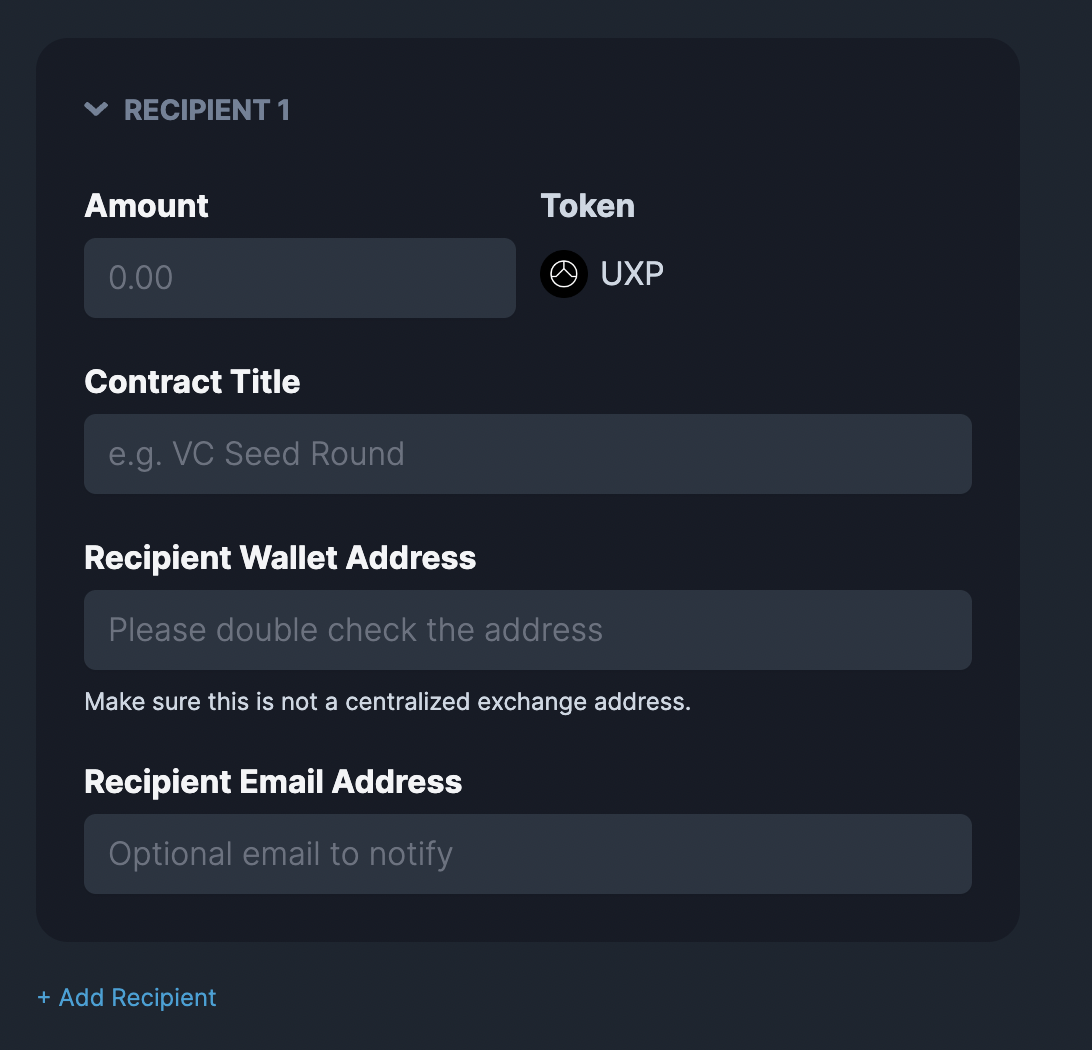 RECIPIENT 1
Amount
Token
0.00
UXP
Contract Title
e.g. VC Seed Round
Recipient Wallet Address
Please double check the address
Make sure this is not a centralized exchange address.
Recipient Email Address
Optional email to notify
+ Add Recipient